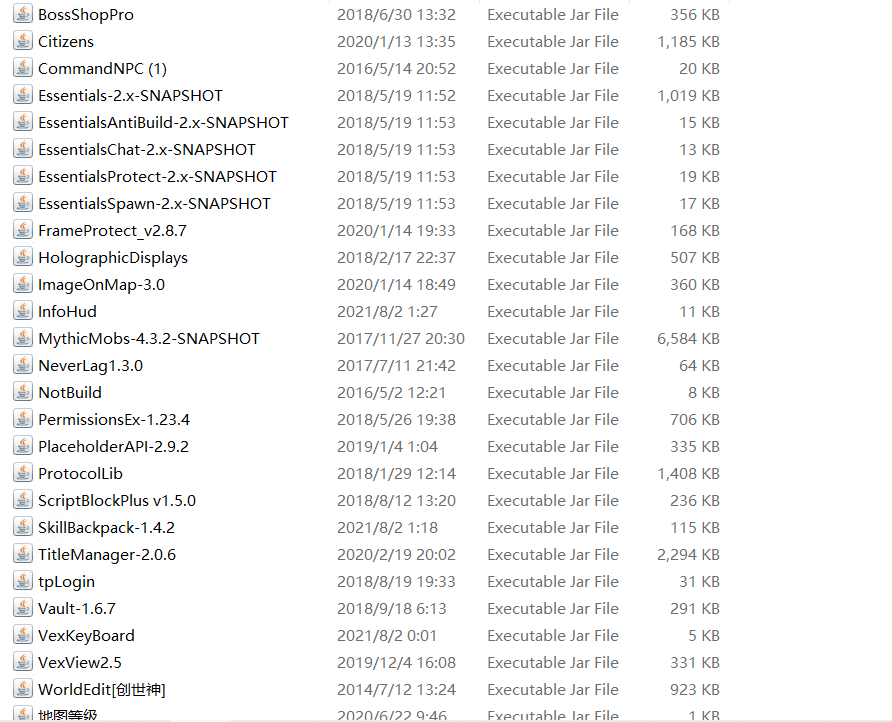 BossShopPro 2018/6/30 13:32 Executable Jar File 356 KB
Citizens 2020/1/13 13:35 Executable Jar File 1,185 KB
CommandNPC (1) 2016/5/14 20:52 Executable Jar File 20 KB
Essentials-2.x-SNAPSHOT 2018/5/19 11:52 Executable Jar File 1,019 KB
EssentialsAntiBuild-2.x-SNAPSHOT 2018/5/19 11:53 Executable Jar File 15 KB
EssentialsChat-2.x-SNAPSHOT 2018/5/19 11:53 Executable Jar File 13 KB
EssentialsProtect-2.x-SNAPSHOT 2018/5/19 11:53 Executable Jar File 19 KB
EssentialsSpawn-2.x-SNAPSHOT 2018/5/19 11:53 Executable Jar File 17 KB
FrameProtect_v2.8.7 2020/1/14 19:33 Executable Jar File 168 KB
HolographicDisplays 2018/2/17 22:37 Executable Jar File 507 KB
ImageOnMap-3.0 2020/1/14 18:49 Executable Jar File 360 KB
InfoHud 2021/8/2 1:27 Executable Jar File 11 KB
MythicMobs-4.3.2-SNAPSHOT 2017/11/27 20:30 Executable Jar File 6,584 KB
NeverLag1.3.0 2017/7/11 21:42 Executable Jar File 64 KB
NotBuild 2016/5/2 12:21 Executable Jar File 8 KB
PermissionsEx-1.23.4 2018/5/26 19:38 Executable Jar File 706 KB
PlaceholderAPI-2.9.2 2019/1/4 1:04 Executable Jar File 335 KB
ProtocolLib 2018/1/29 12:14 Executable Jar File 1,408 KB
ScriptBlockPlus v1.5.0 2018/8/12 13:20 Executable Jar File 236 KB
SkillBackpack-1.4.2 2021/8/2 1:18 Executable Jar File 115 KB
TitleManager-2.0.6 2020/2/19 20:02 Executable Jar File 2,294 KB
tpLogin 2018/8/19 19:33 Executable Jar File 31 KB
Vault-1.6.7 2018/9/18 6:13 Executable Jar File 291 KB
VexKeyBoard 2021/8/2 0:01 Executable Jar File 5 KB
VexView2.5 2019/12/4 16:08 Executable Jar File 331 KB
WorldEdit[创世神] 2014/7/12 13:24 Executable Jar File 923 KB
地图等级 2020/6/22 9:46 Executable Jar File 1 KB